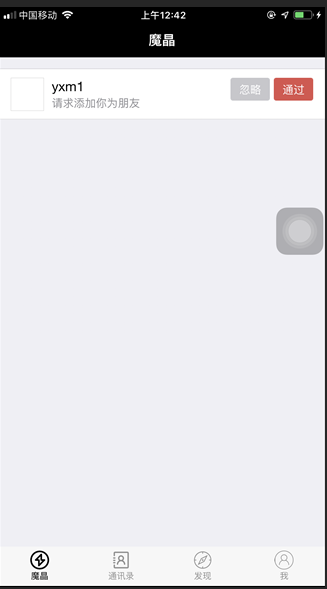 中国移动 上午12:42
魔晶
yxm1
请求添加你为朋友
忽略 通过
魔晶 通讯录 发现 我